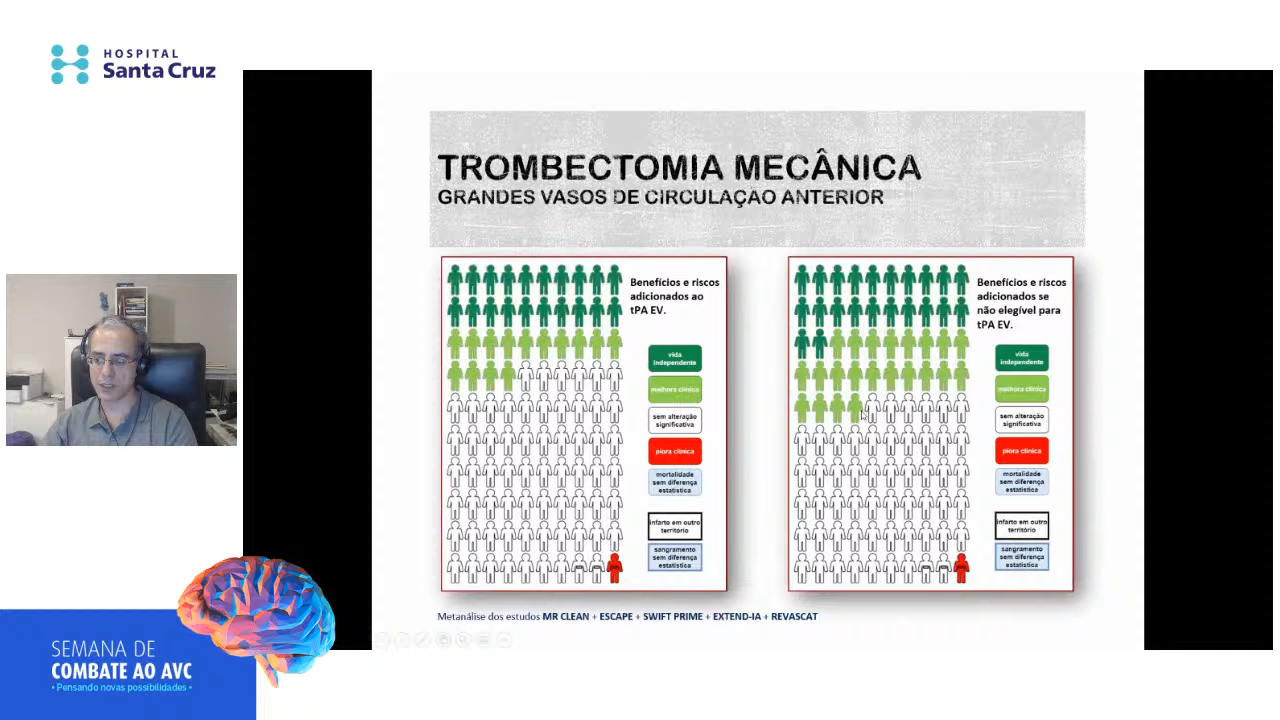 HOSPITAL
Santa Cruz
TROMBECTOMIA MECÂNICA
GRANDES VASOS DE CIRCULAÇAO ANTERIOR
Benefícios e riscos
adicionados ao
tPA EV.
vida
independente
melhora clínica
sem alteração
significativa
piora clínica
mortalidade
sem diferença
estatística
infarto em outro
território
sangramento
sem diferença
estatística
Benefícios e riscos
adicionados se
não elegível para
tPA EV.
vida
independente
melhora clínica
sem alteração
significativa
piora clínica
mortalidade
sem diferença
estatística
infarto em outro
território
sangramento
sem diferença
estatística
Metanálise dos estudos MR CLEAN + ESCAPE + SWIFT PRIME + EXTEND-IA + REVASCAT
SEMANA DE
COMBATE AO AVC
• Pensando novas possibilidades •